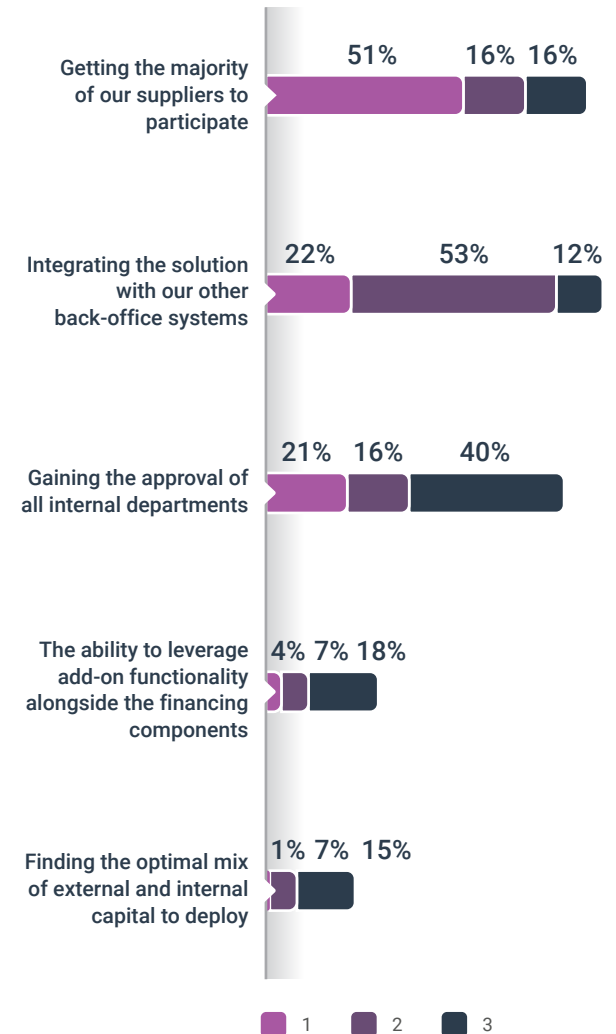 51% 16% 16%
Getting the majority
of our suppliers to
participate
22% 53% 12%
Integrating the solution
with our other
back-office systems
21% 16% 40%
Gaining the approval of
all internal departments
4% 7% 18%
The ability to leverage
add-on functionality
alongside the financing
components
1% 7% 15%
Finding the optimal mix
of external and internal
capital to deploy
1 2 3